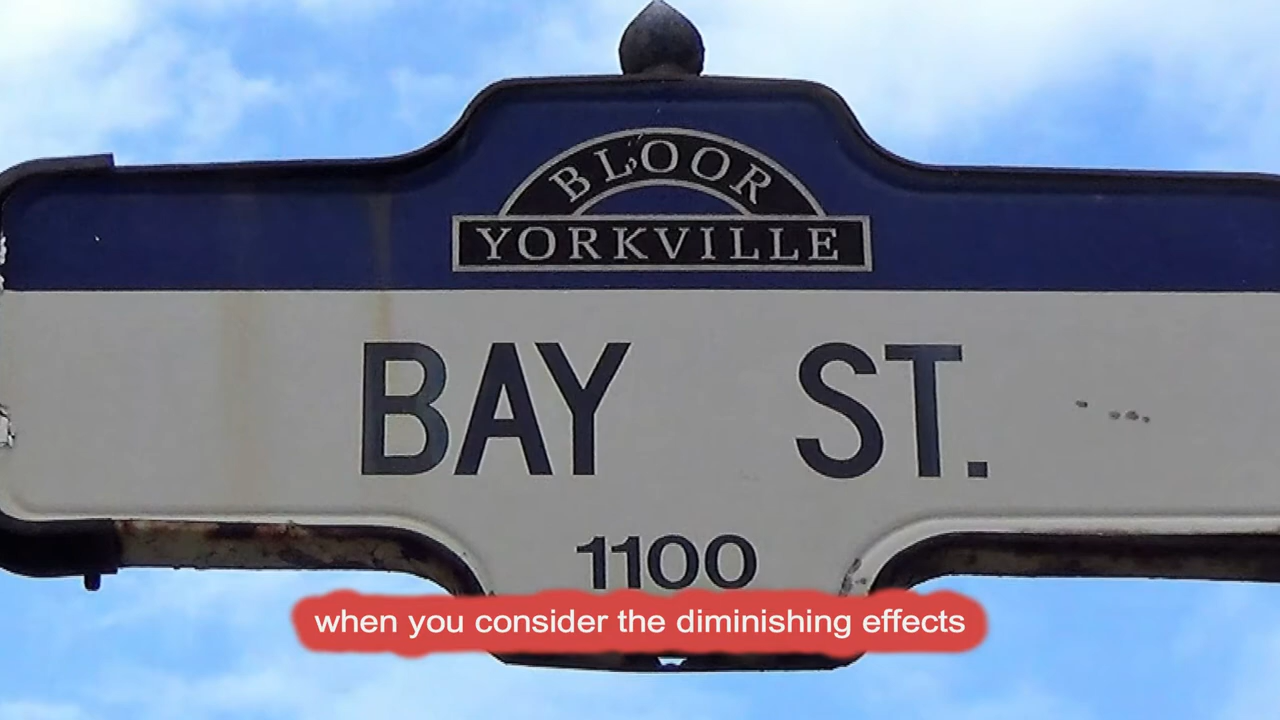 BLOOR
YORKVILLE
BAY ST.
1100
when you consider the diminishing effects